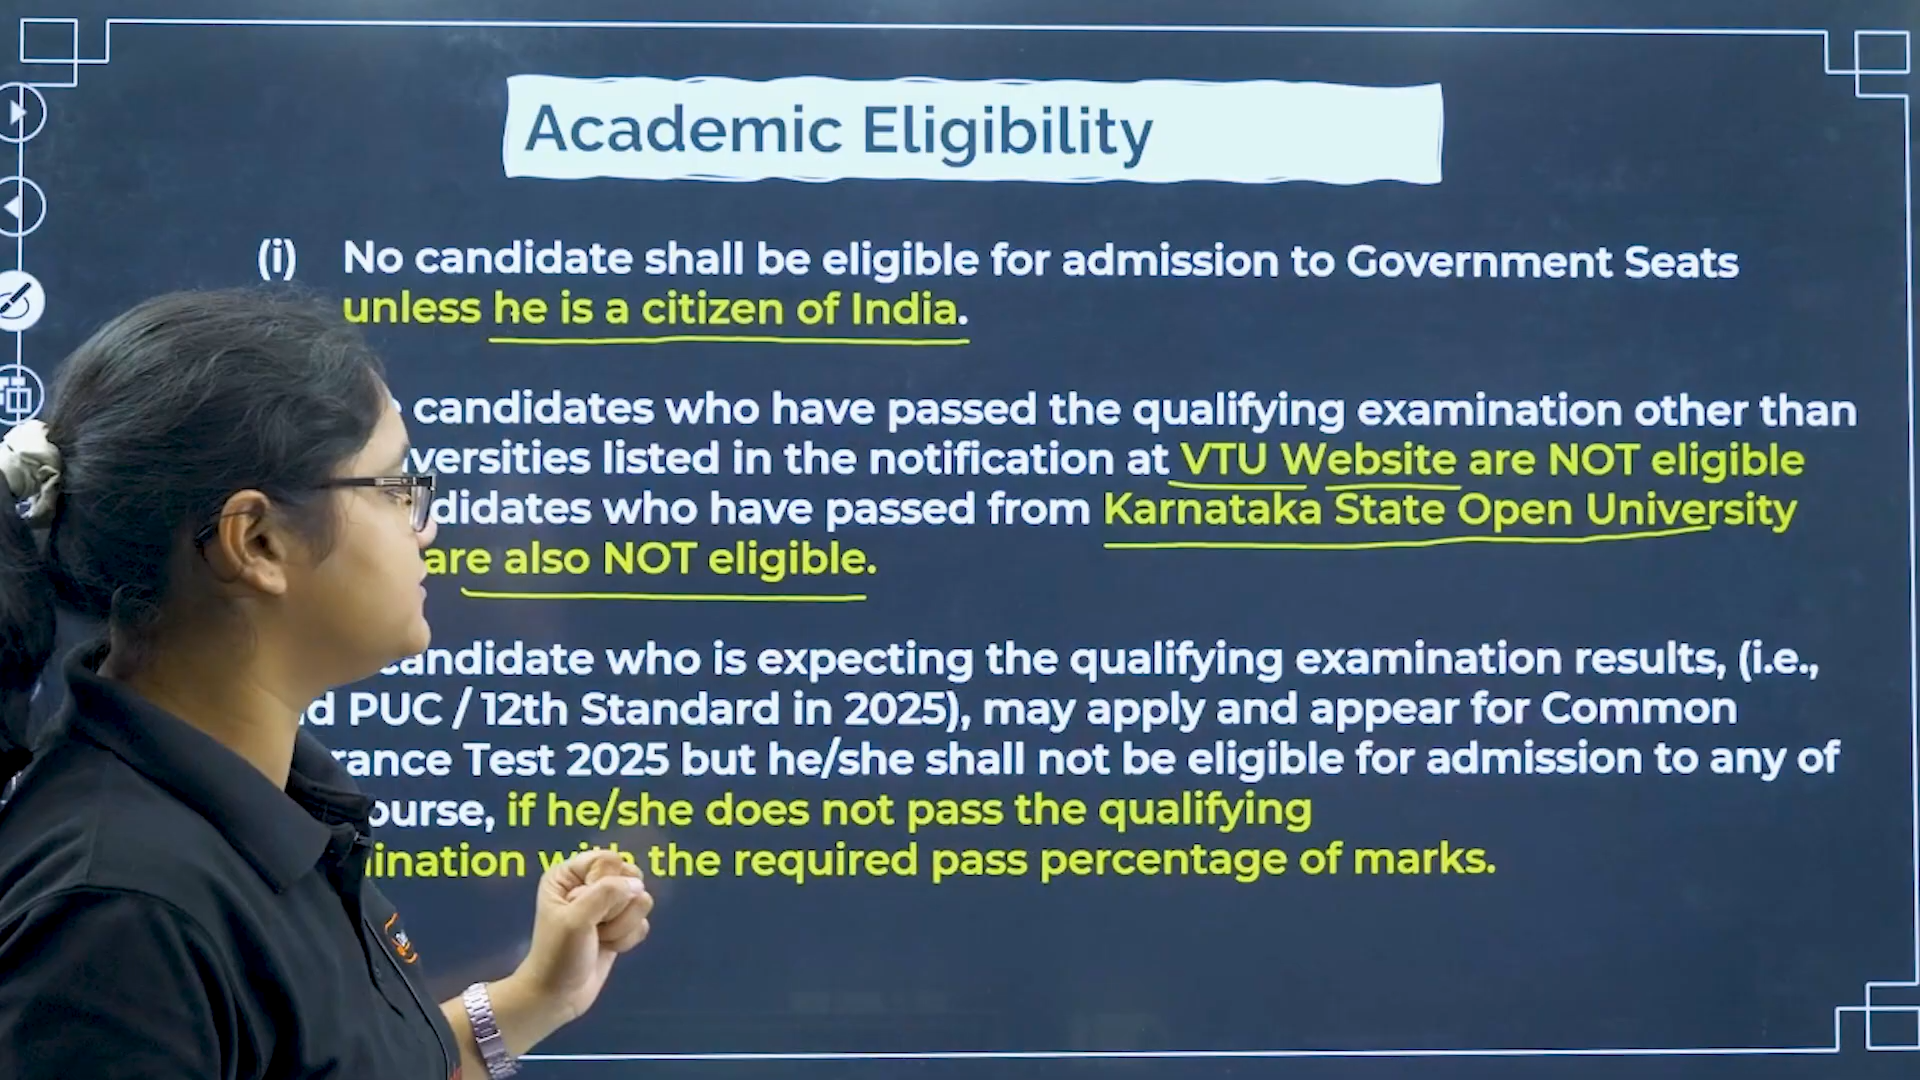 Academic Eligibility
(i) No candidate shall be eligible for admission to Government Seats
unless he is a citizen of India.
candidates who have passed the qualifying examination other than
listed in the notification at VTU Website are NOT eligible
who have passed from Karnataka State Open University
are also NOT eligible.
candidate who is expecting the qualifying examination results, (i.e.,
PUC / 12th Standard in 2025), may apply and appear for Common
Test 2025 but he/she shall not be eligible for admission to any of
if he/she does not pass the qualifying
with the required pass percentage of marks.